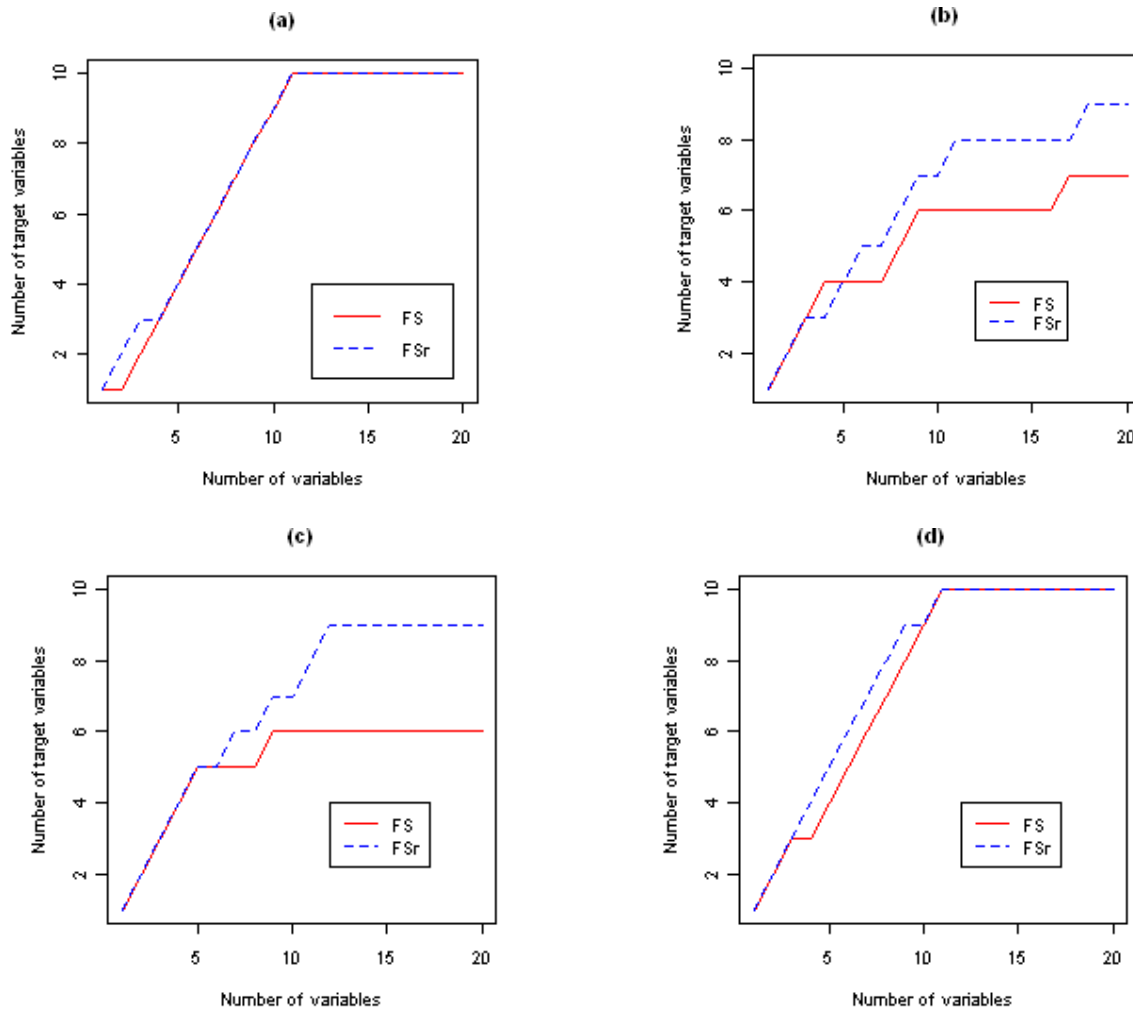 (a)
Number of target variables
10
8
6
4
2
FS
FSr
5
10
15
20
Number of variables
(b)
Number of target variables
10
8
6
4
2
FS
FSr
5
10
15
20
Number of variables
(c)
Number of target variables
10
8
6
4
2
FS
FSr
5
10
15
20
Number of variables
(d)
Number of target variables
10
8
6
4
2
FS
FSr
5
10
15
20
Number of variables